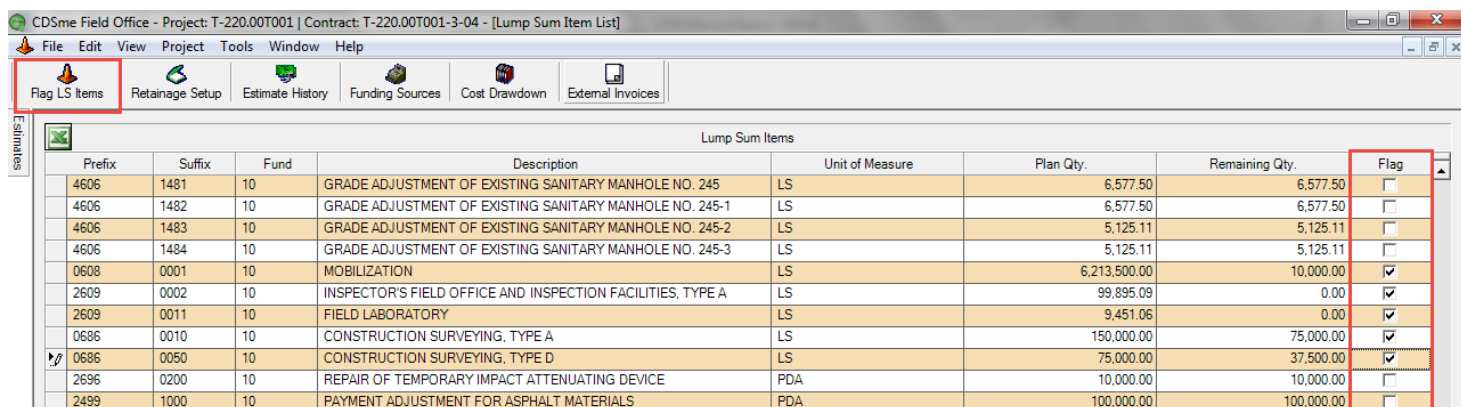 CDSme Field Office - Project: T-220.00T001 | Contract: T-220.00T001-3-04 - [Lump Sum Item List]
File Edit View Project Tools Window Help
Flag LS Items Retainage Setup Estimate History Funding Sources Cost Drawdown External Invoices
Estimates
Lump Sum Items
Prefix Suffix Fund Description Unit of Measure Plan Qty. Remaining Qty. Flag
4606 1481 10 GRADE ADJUSTMENT OF EXISTING SANITARY MANHOLE NO. 245 LS 6,577.50 6,577.50
4606 1482 10 GRADE ADJUSTMENT OF EXISTING SANITARY MANHOLE NO. 245-1 LS 6,577.50 6,577.50
4606 1483 10 GRADE ADJUSTMENT OF EXISTING SANITARY MANHOLE NO. 245-2 LS 5,125.11 5,125.11
4606 1484 10 GRADE ADJUSTMENT OF EXISTING SANITARY MANHOLE NO. 245-3 LS 5,125.11 5,125.11
0608 0001 10 MOBILIZATION LS 6,213,500.00 10,000.00
2609 0002 10 INSPECTOR'S FIELD OFFICE AND INSPECTION FACILITIES, TYPE A LS 99,895.09 0.00
2609 0011 10 FIELD LABORATORY LS 9,451.06 0.00
0686 0010 10 CONSTRUCTION SURVEYING, TYPE A LS 150,000.00 75,000.00
0686 0050 10 CONSTRUCTION SURVEYING, TYPE D LS 75,000.00 37,500.00
2696 0200 10 REPAIR OF TEMPORARY IMPACT ATTENUATING DEVICE PDA 10,000.00 10,000.00
2499 1000 10 PAYMENT ADJUSTMENT FOR ASPHALT MATERIALS PDA 100,000.00 100,000.00